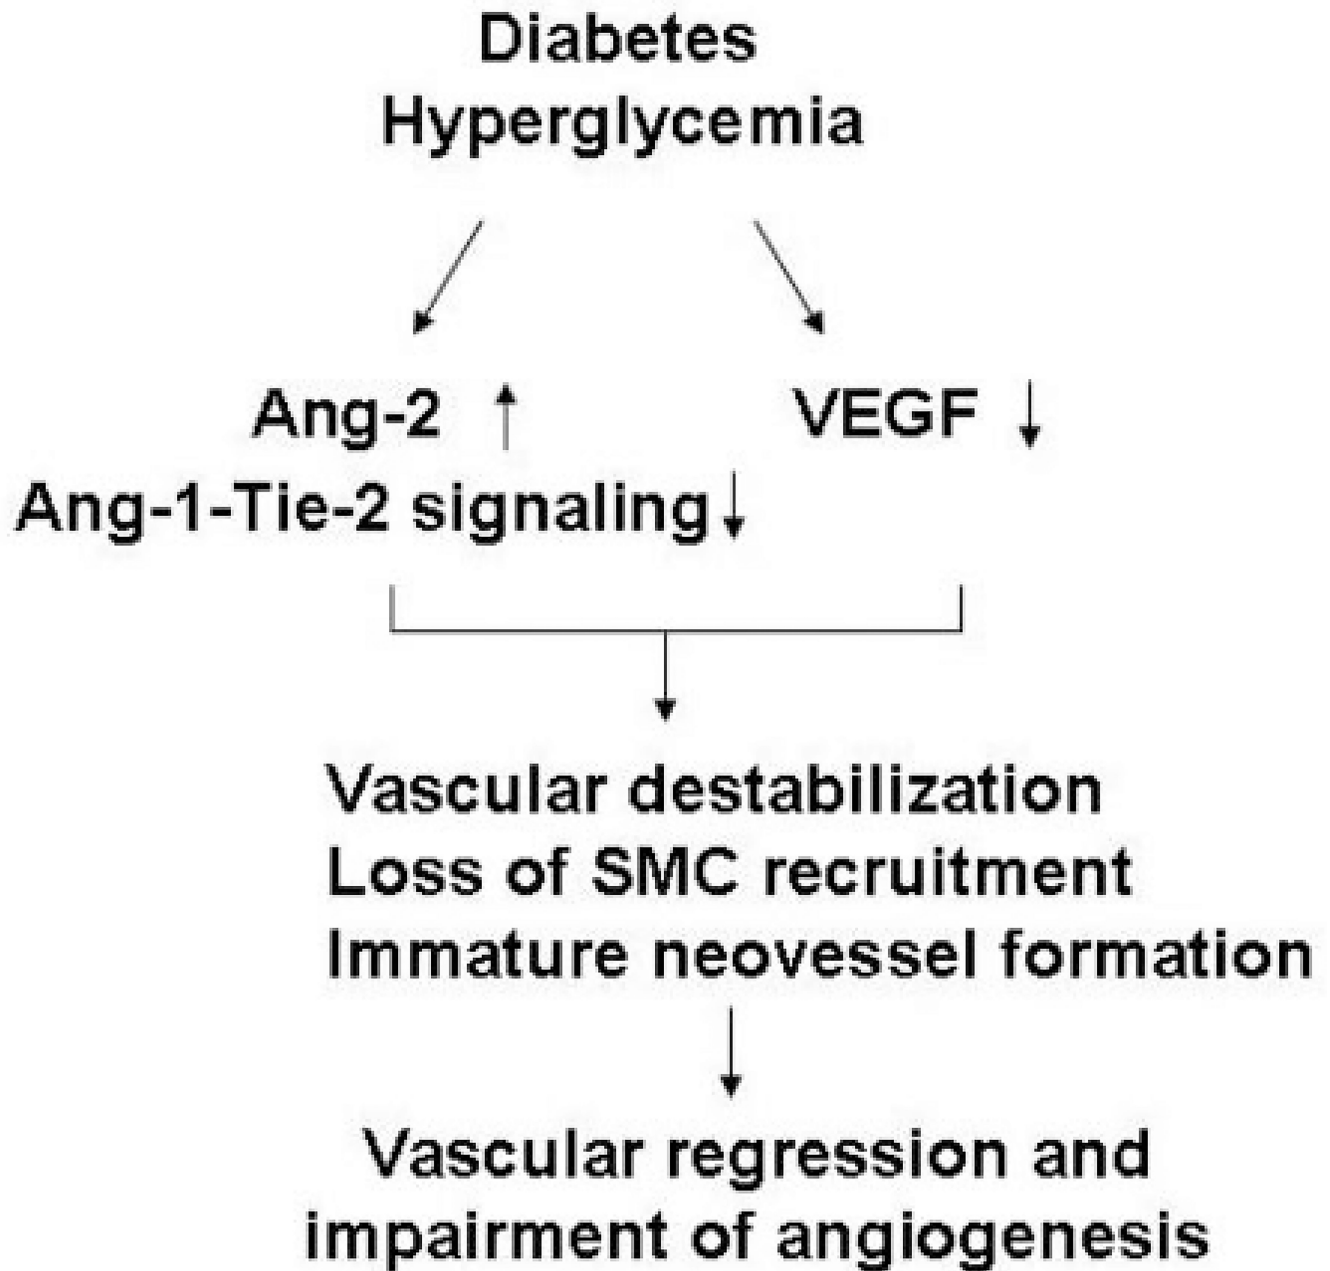 Diabetes
Hyperglycemia
Ang-2 ↑ VEGF ↓
Ang-1-Tie-2 signaling ↓
Vascular destabilization
Loss of SMC recruitment
Immature neovessel formation
Vascular regression and
impairment of angiogenesis